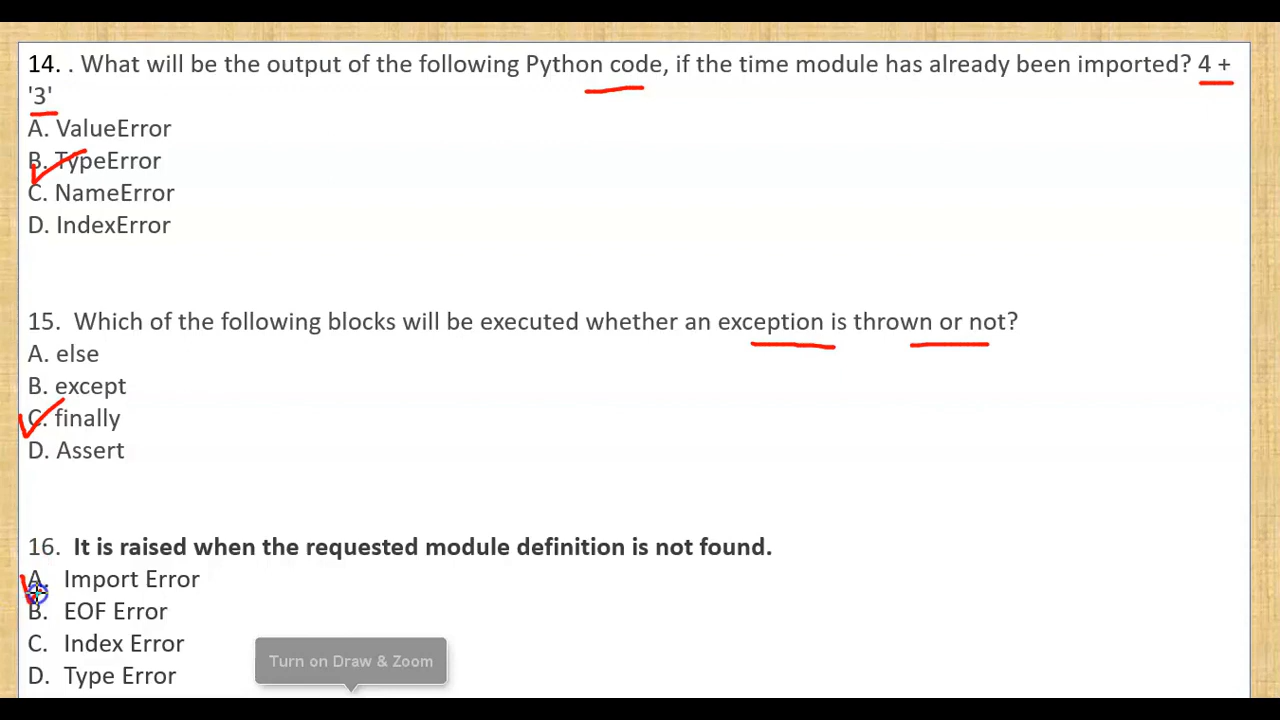 14. . What will be the output of the following Python code, if the time module has already been imported? 4 +
'3'
A. ValueError
B. TypeError
C. NameError
D. IndexError
15. Which of the following blocks will be executed whether an exception is thrown or not?
A. else
B. except
C. finally
D. Assert
16. It is raised when the requested module definition is not found.
A. Import Error
B. EOF Error
C. Index Error
D. Type Error
Turn on Draw & Zoom